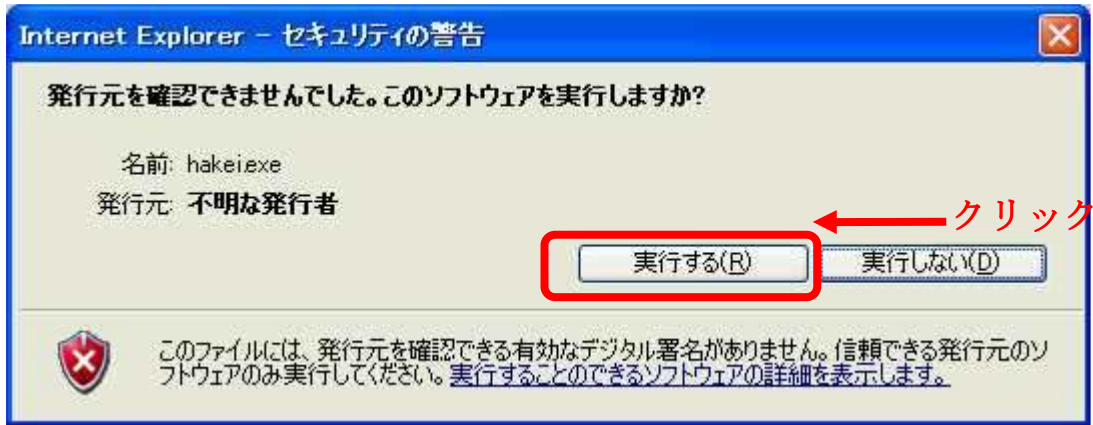 Internet Explorer - セキュリティの警告
発行元を確認できませんでした。このソフトウェアを実行しますか?
名前: hakei.exe
発行元: 不明な発行者
クリック
実行する(R) 実行しない(D)
このファイルには、発行元を確認できる有効なデジタル署名がありません。信頼できる発行元のソ
フトウェアのみ実行してください。実行することのできるソフトウェアの詳細を表示します。